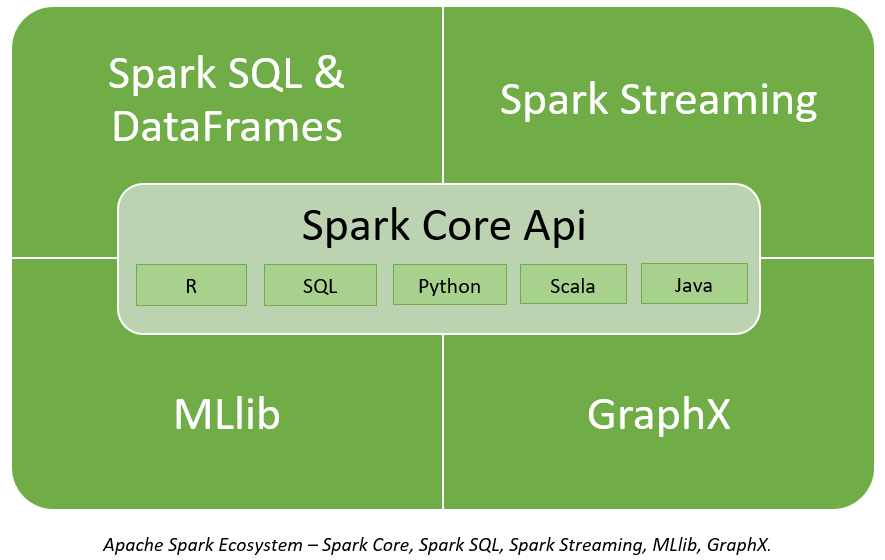 Spark SQL &
DataFrames
Spark Streaming
Spark Core Api
R
SQL
Python
Scala
Java
MLlib
GraphX
Apache Spark Ecosystem – Spark Core, Spark SQL, Spark Streaming, MLlib, GraphX.